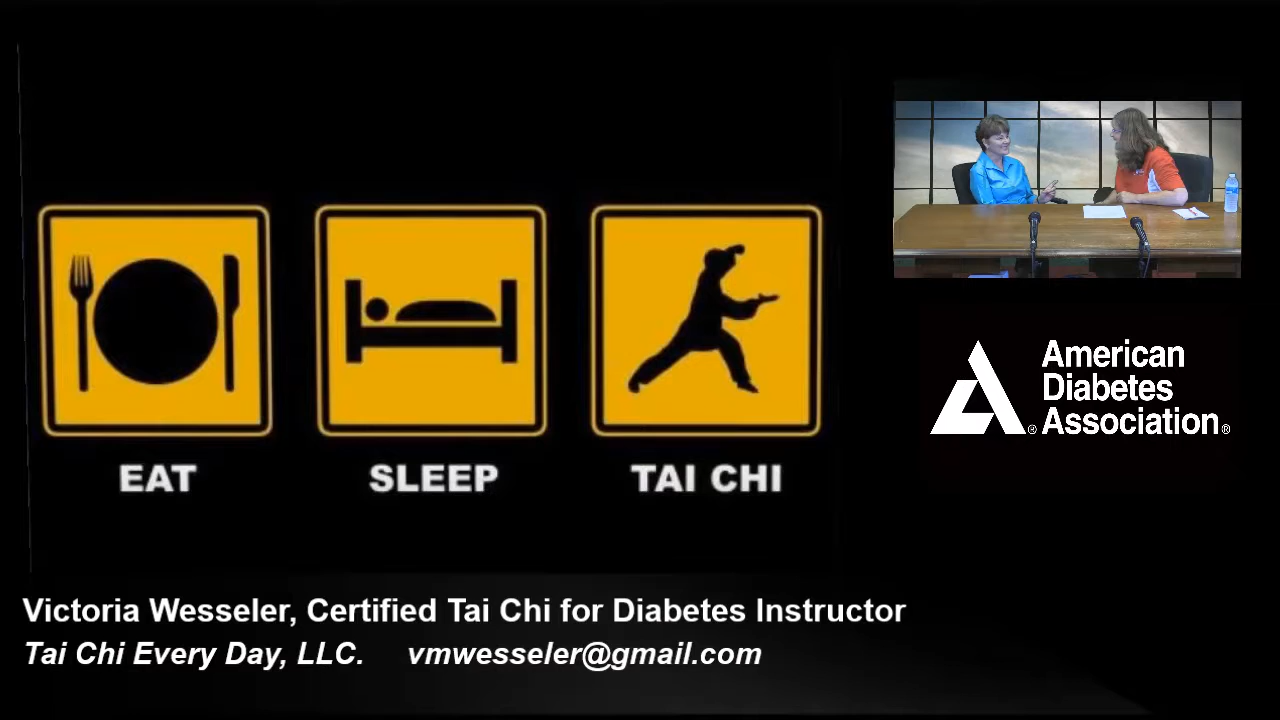 EAT
SLEEP
TAI CHI
American
Diabetes
Association®
Victoria Wesseler, Certified Tai Chi for Diabetes Instructor
Tai Chi Every Day, LLC. vmwesseler@gmail.com